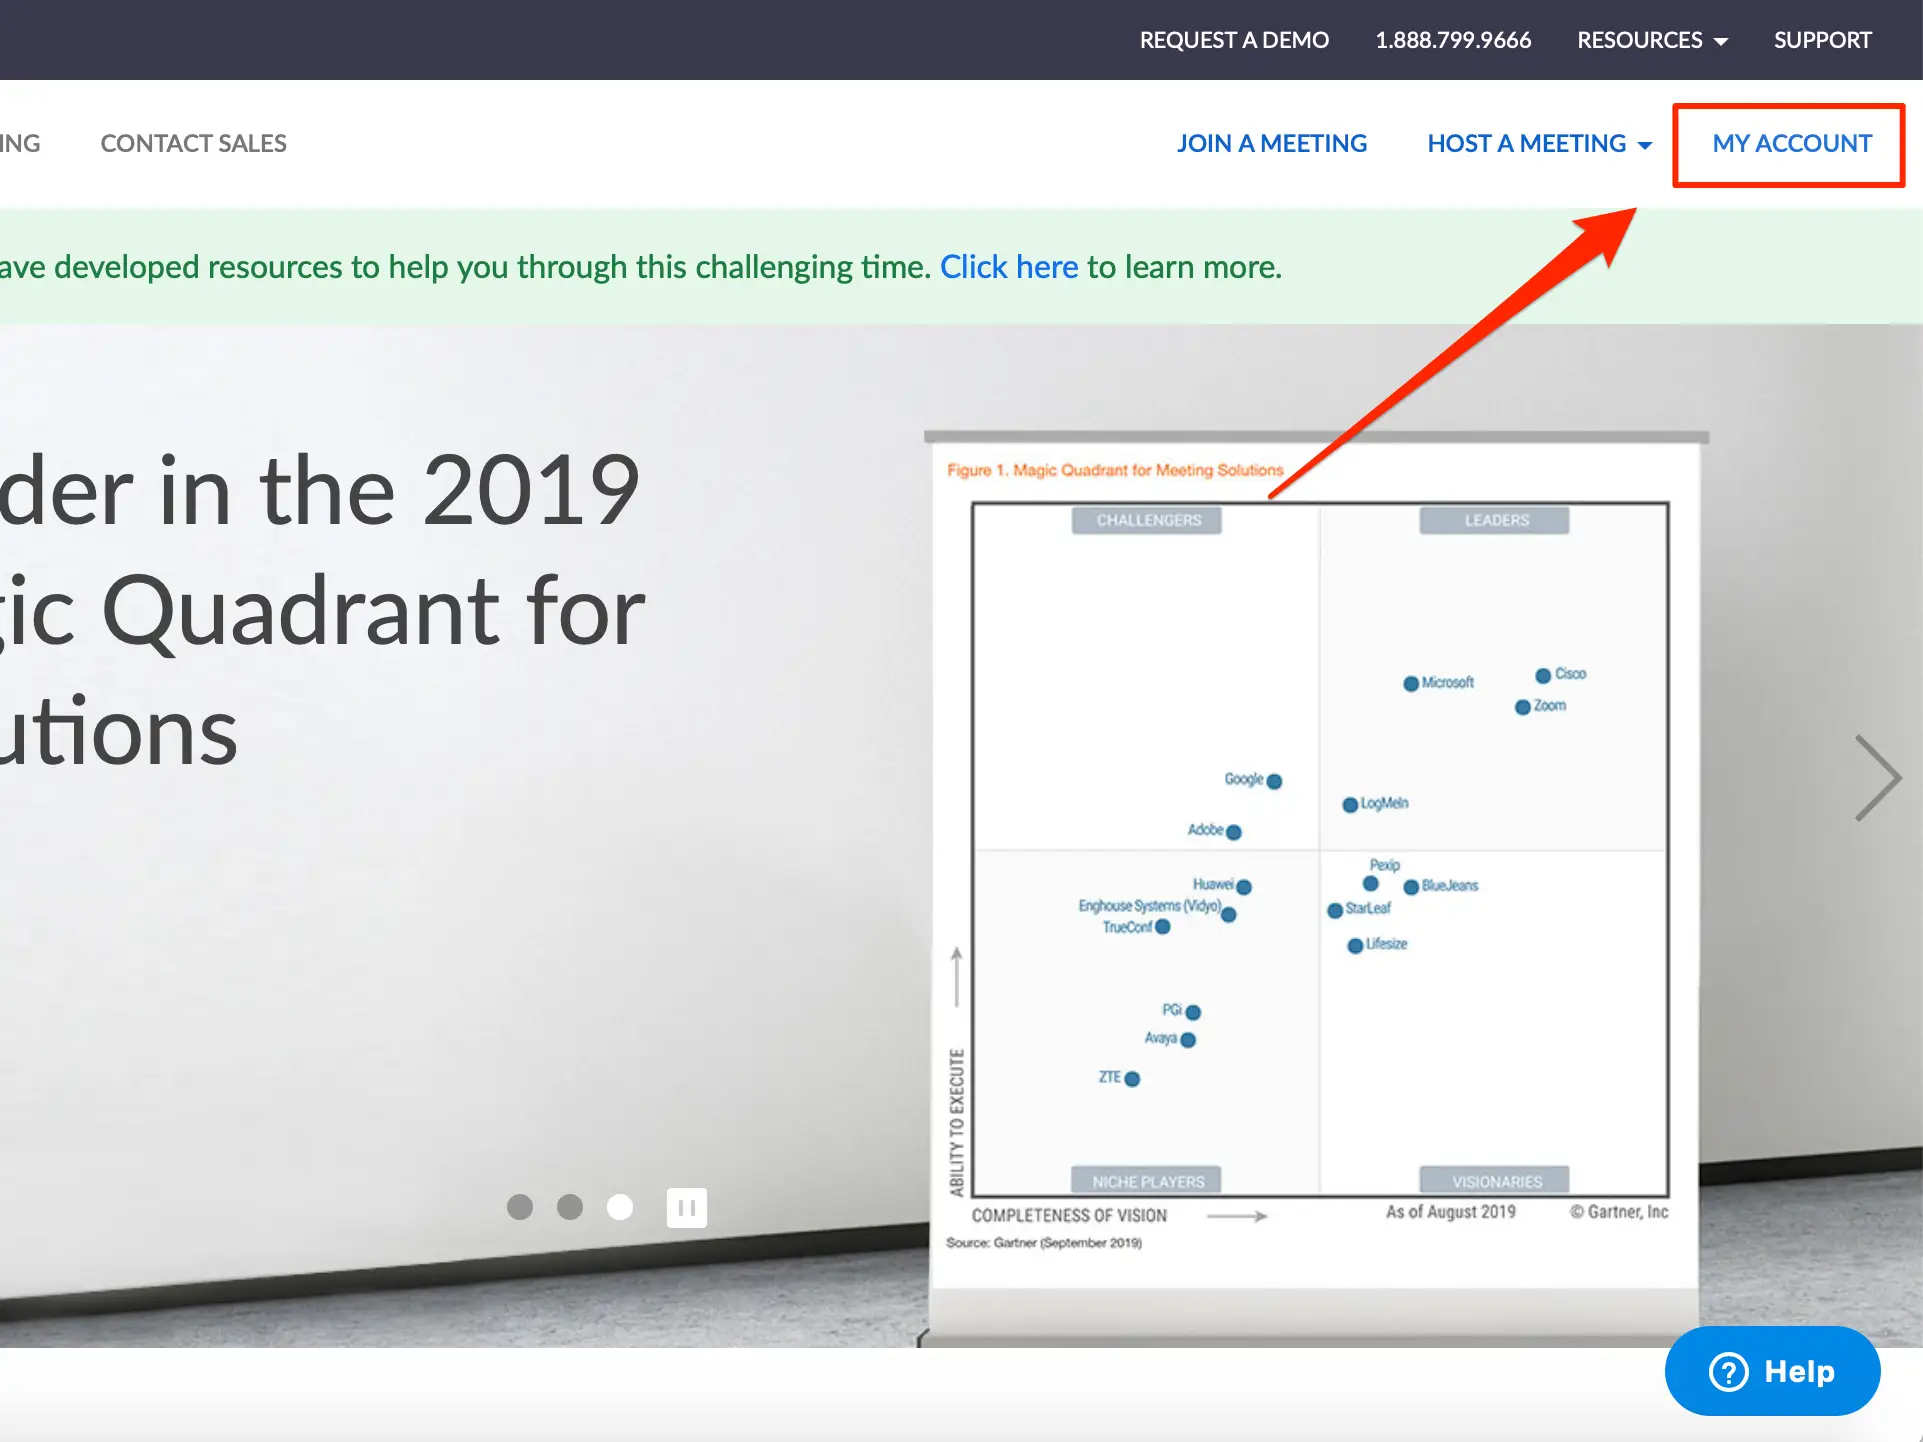 REQUEST A DEMO 1.888.799.9666 RESOURCES SUPPORT
ING CONTACT SALES JOIN A MEETING HOST A MEETING MY ACCOUNT
ave developed resources to help you through this challenging time. Click here to learn more.
der in the 2019
gic Quadrant for
utions
Figure 1. Magic Quadrant for Meeting Solutions
CHALLENGERS LEADERS
Cisco
Microsoft
Zoom
Google
LogMeIn
Adobe
Pexip
Huawei
BlueJeans
Enghouse Systems (Vidyo)
StarLeaf
TrueConf
Lifesize
PGi
Avaya
ZTE
ABILITY TO EXECUTE
NICHE PLAYERS VISIONARIES
COMPLETENESS OF VISION As of August 2019 © Gartner, Inc
Source: Gartner (September 2019)
Help